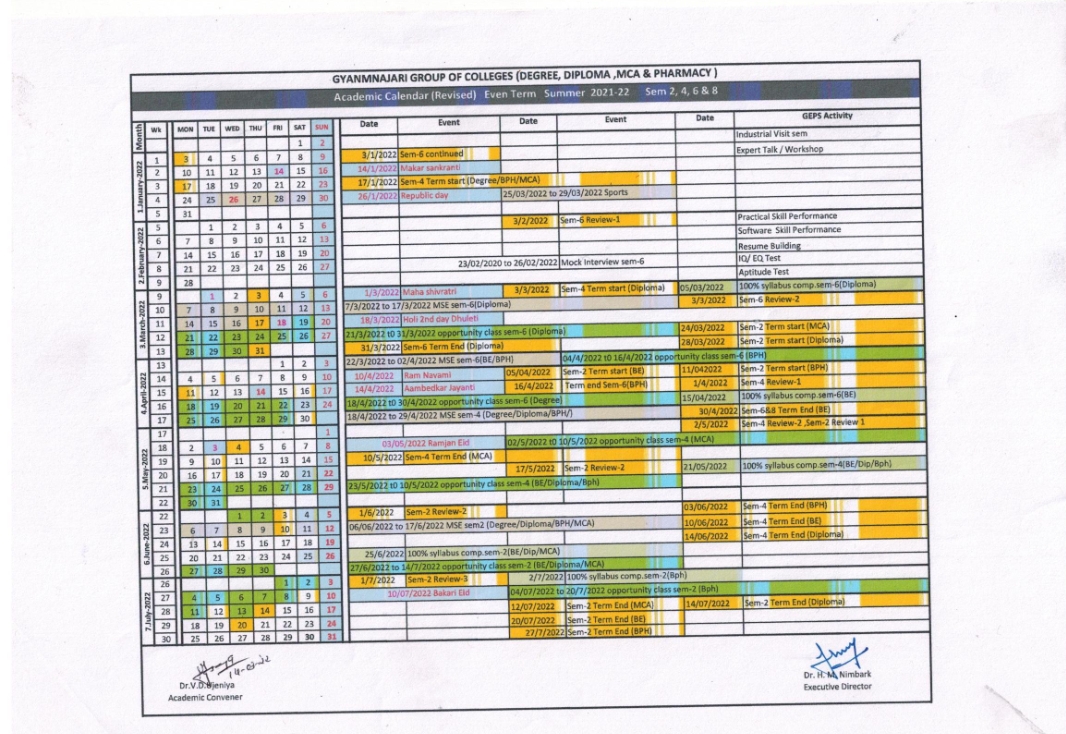 GYANMNAJARI GROUP OF COLLEGES (DEGREE, DIPLOMA ,MCA & PHARMACY )
Academic Calendar (Revised) Even Term Summer 2021-22 Sem 2, 4, 6 & 8
Month Wk MON TUE WED THU FRI SAT SUN Date Event Date Event Date GEPS Activity
1 2 Industrial Visit sem
1.January-2022
1 3 4 5 6 7 8 9 3/1/2022 Sem-6 continued Expert Talk / Workshop
2 10 11 12 13 14 15 16 14/1/2022 Makar sankranti
3 17 18 19 20 21 22 23 17/1/2022 Sem-4 Term start (Degree/BPH/MCA)
4 24 25 26 27 28 29 30 26/1/2022 Republic day 25/03/2022 to 29/03/2022 Sports
5 31 3/2/2022 Sem-6 Review-1 Practical Skill Performance
2.February-2022
5 1 2 3 4 5 6 Software Skill Performance
6 7 8 9 10 11 12 13 Resume Building
7 14 15 16 17 18 19 20 IQ/ EQ Test
8 21 22 23 24 25 26 27 23/02/2020 to 26/02/2022 Mock Interview sem-6 Aptitude Test
9 28
3.March-2022
9 1 2 3 4 5 6 1/3/2022 Maha shivratri 3/3/2022 Sem-4 Term start (Diploma) 05/03/2022 100% syllabus comp.sem-6(Diploma)
10 7 8 9 10 11 12 13 7/3/2022 to 17/3/2022 MSE sem-6(Diploma) 3/3/2022 Sem-6 Review-2
11 14 15 16 17 18 19 20 18/3/2022 Holi 2nd day Dhuleti
12 21 22 23 24 25 26 27 21/3/2022 t0 31/3/2022 opportunity class sem-6 (Diploma) 24/03/2022 Sem-2 Term start (MCA)
13 28 29 30 31 31/3/2022 Sem-6 Term End (Diploma) 28/03/2022 Sem-2 Term start (Diploma)
4.April-2022
13 1 2 3 22/3/2022 to 02/4/2022 MSE sem-6(BE/BPH) 04/4/2022 t0 16/4/2022 opportunity class sem-6 (BPH)
14 4 5 6 7 8 9 10 10/4/2022 Ram Navami 05/04/2022 Sem-2 Term start (BE) 11/042022 Sem-2 Term start (BPH)
15 11 12 13 14 15 16 17 14/4/2022 Aambedkar Jayanti 16/4/2022 Term end Sem-6(BPH) 1/4/2022 Sem-4 Review-1
16 18 19 20 21 22 23 24 18/4/2022 t0 30/4/2022 opportunity class sem-6 (Degree) 15/04/2022 100% syllabus comp.sem-6(BE)
17 25 26 27 28 29 30 18/4/2022 to 29/4/2022 MSE sem-4 (Degree/Diploma/BPH/) 30/4/2022 Sem-6&8 Term End (BE)
5.May-2022
17 1 2/5/2022 Sem-4 Review-2 ,Sem-2 Review 1
18 2 3 4 5 6 7 8 03/05/2022 Ramjan Eid 02/5/2022 t0 10/5/2022 opportunity class sem-4 (MCA)
19 9 10 11 12 13 14 15 10/5/2022 Sem-4 Term End (MCA)
20 16 17 18 19 20 21 22 17/5/2022 Sem-2 Review-2 21/05/2022 100% syllabus comp.sem-4(BE/Dip/Bph)
21 23 24 25 26 27 28 29 23/5/2022 t0 10/5/2022 opportunity class sem-4 (BE/Diploma/Bph)
22 30 31
6.June-2022
22 1 2 3 4 5 1/6/2022 Sem-2 Review-2 03/06/2022 Sem-4 Term End (BPH)
23 6 7 8 9 10 11 12 06/06/2022 to 17/6/2022 MSE sem2 (Degree/Diploma/BPH/MCA) 10/06/2022 Sem-4 Term End (BE)
24 13 14 15 16 17 18 19 14/06/2022 Sem-4 Term End (Diploma)
25 20 21 22 23 24 25 26 25/6/2022 100% syllabus comp.sem-2(BE/Dip/MCA)
26 27 28 29 30 27/6/2022 to 14/7/2022 opportunity class sem-2 (BE/Diploma/MCA)
7.July-2022
26 1 2 3 1/7/2022 Sem-2 Review-3 2/7/2022 100% syllabus comp.sem-2(Bph)
27 4 5 6 7 8 9 10 10/07/2022 Bakari Eid 04/07/2022 to 20/7/2022 opportunity class sem-2 (Bph)
28 11 12 13 14 15 16 17 12/07/2022 Sem-2 Term End (MCA) 14/07/2022 Sem-2 Term End (Diploma)
29 18 19 20 21 22 23 24 20/07/2022 Sem-2 Term End (BE)
30 25 26 27 28 29 30 31 27/7/2022 Sem-2 Term End (BPH)
Dr. H. M. Nimbark
Executive Director
Academic Convener